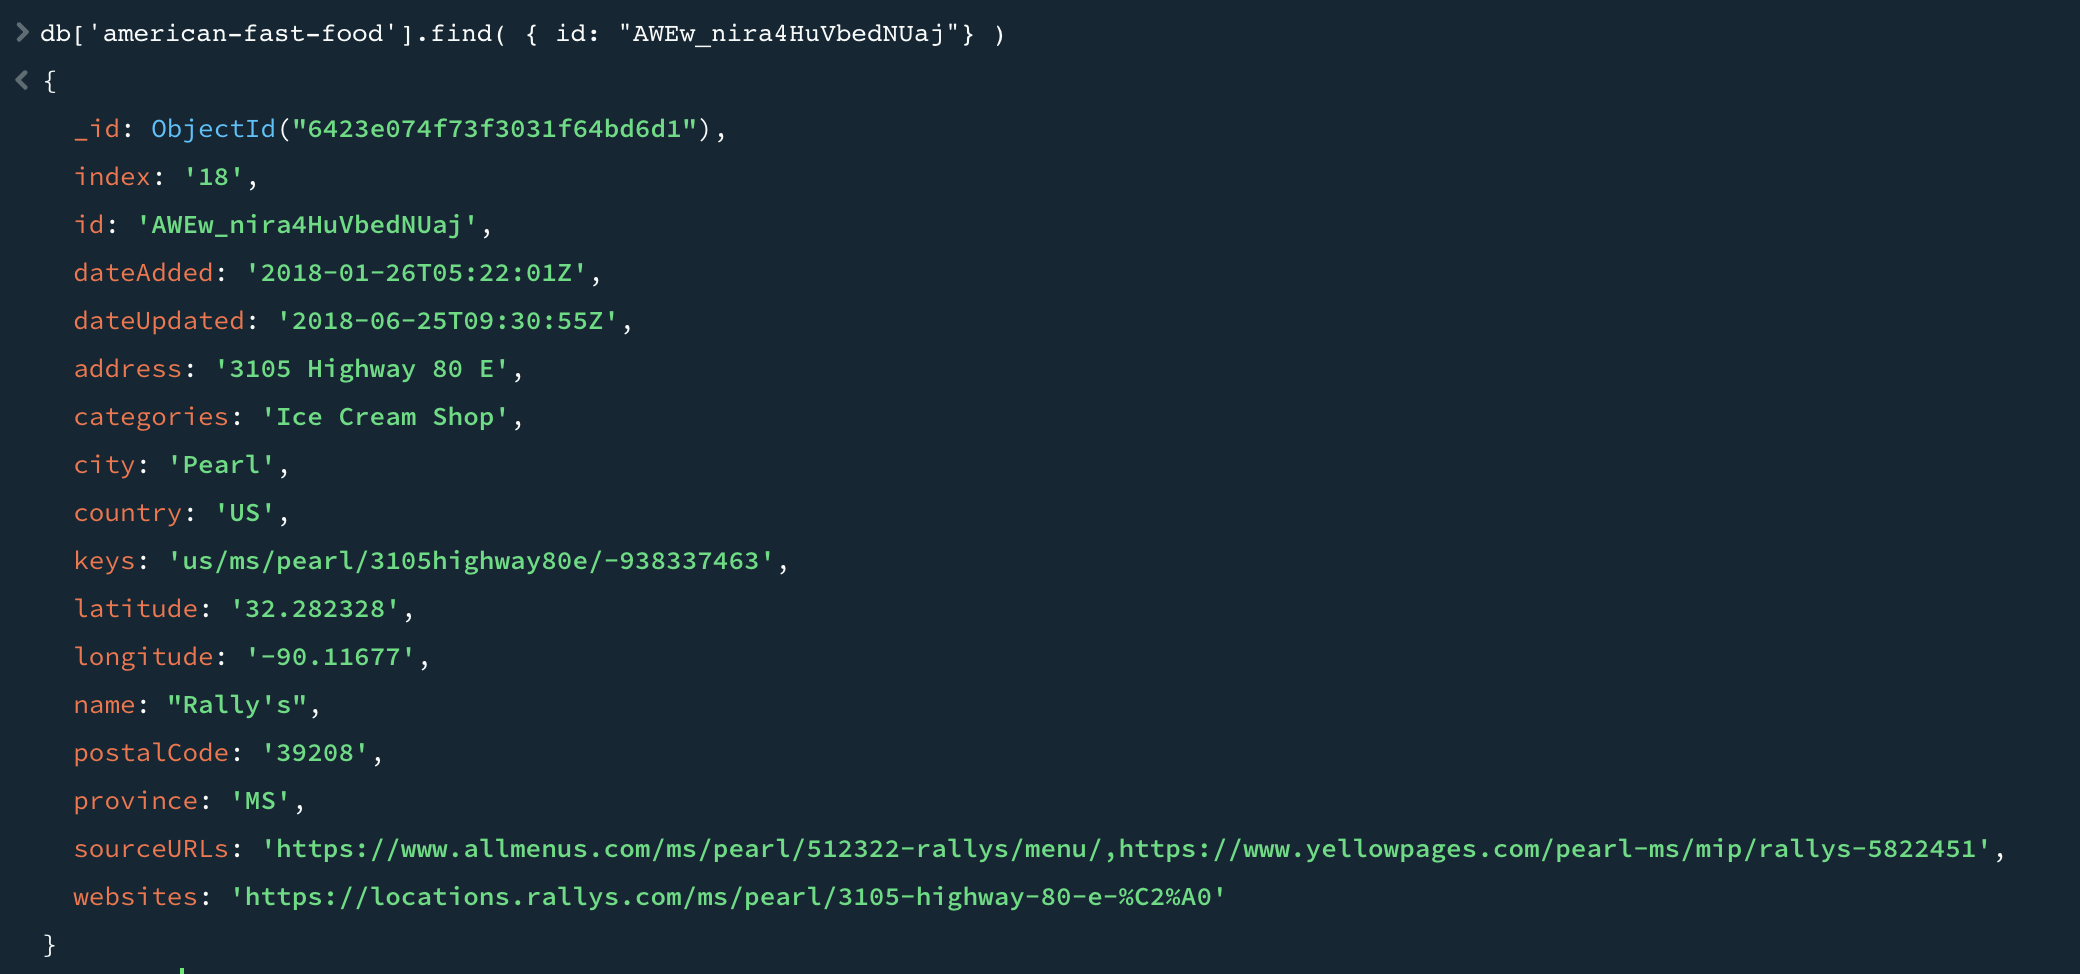 db['american-fast-food'].find( { id: "AWEw_nira4HuVbedNUaj"} )
{
_id: ObjectId("6423e074f73f3031f64bd6d1"),
index: '18',
id: 'AWEw_nira4HuVbedNUaj',
dateAdded: '2018-01-26T05:22:01Z',
dateUpdated: '2018-06-25T09:30:55Z',
address: '3105 Highway 80 E',
categories: 'Ice Cream Shop',
city: 'Pearl',
country: 'US',
keys: 'us/ms/pearl/3105highway80e/-938337463',
latitude: '32.282328',
longitude: '-90.11677',
name: "Rally's",
postalCode: '39208',
province: 'MS',
sourceURLs: 'https://www.allmenus.com/ms/pearl/512322-rallys/menu/,https://www.yellowpages.com/pearl-ms/mip/rallys-5822451',
websites: 'https://locations.rallys.com/ms/pearl/3105-highway-80-e-%C2%A0'
}